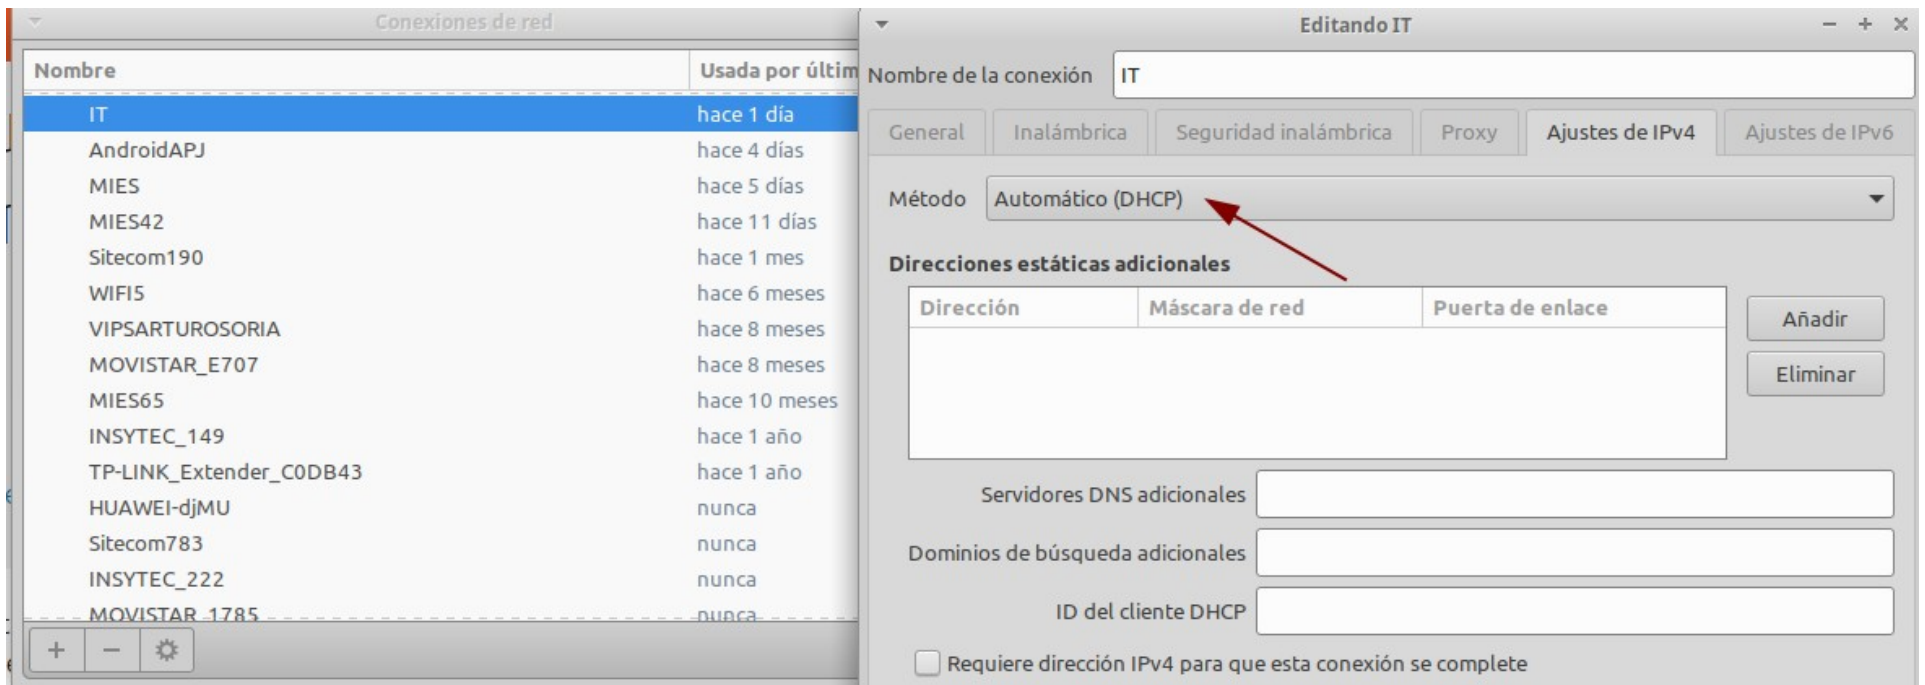 Conexiones de red
Nombre Usada por últim
IT hace 1 día
AndroidAPJ hace 4 días
MIES hace 5 días
MIES42 hace 11 días
Sitecom190 hace 1 mes
WIFI5 hace 6 meses
VIPSARTUROSORIA hace 8 meses
MOVISTAR_E707 hace 8 meses
MIES65 hace 10 meses
INSYTEC_149 hace 1 año
TP-LINK_Extender_C0DB43 hace 1 año
HUAWEI-djMU nunca
Sitecom783 nunca
INSYTEC_222 nunca
MOVISTAR_1785 nunca
Editando IT
Nombre de la conexión IT
General Inalámbrica Seguridad inalámbrica Proxy Ajustes de IPv4 Ajustes de IPv6
Método Automático (DHCP)
Direcciones estáticas adicionales
Dirección Máscara de red Puerta de enlace
Añadir
Eliminar
Servidores DNS adicionales
Dominios de búsqueda adicionales
ID del cliente DHCP
Requiere dirección IPv4 para que esta conexión se complete